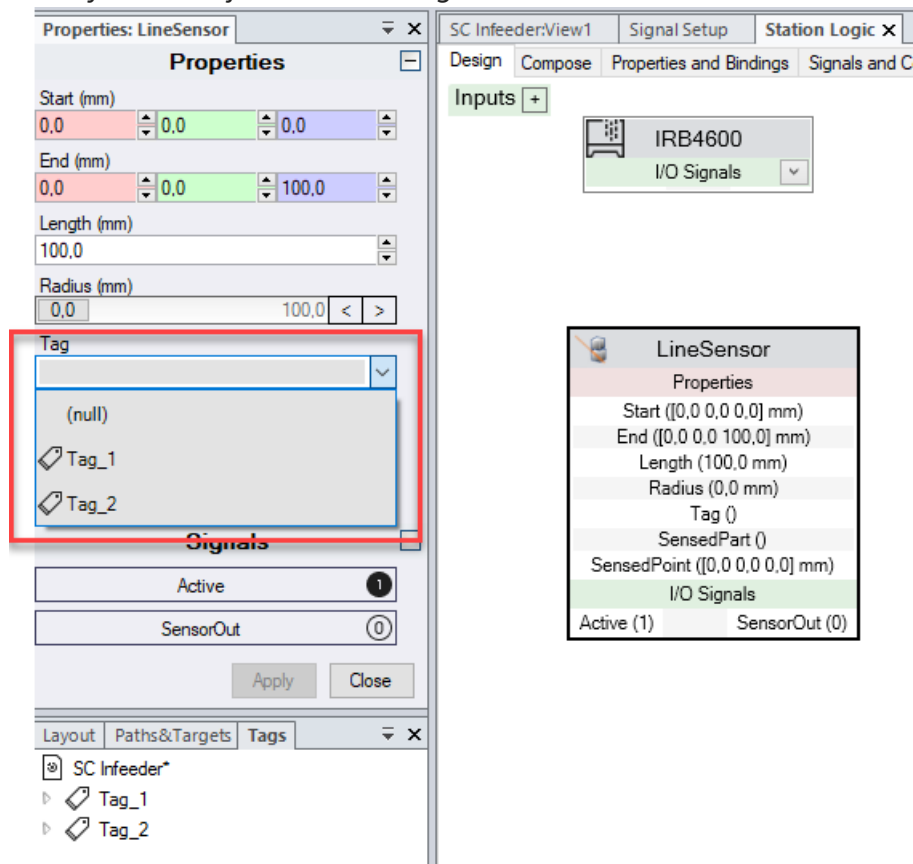 Properties: LineSensor
Properties
Start (mm)
0,0 0,0 0,0
End (mm)
0,0 0,0 100,0
Length (mm)
100,0
Radius (mm)
0,0 100,0 < >
Tag
(null)
Tag_1
Tag_2
Signals
Active 1
SensorOut 0
Apply Close
Layout Paths&Targets Tags
SC Infeeder*
Tag_1
Tag_2
SC Infeeder:View1 Signal Setup Station Logic X
Design Compose Properties and Bindings Signals and C
Inputs +
IRB4600
I/O Signals
LineSensor
Properties
Start ([0,0 0,0 0,0] mm)
End ([0,0 0,0 100,0] mm)
Length (100,0 mm)
Radius (0,0 mm)
Tag ()
SensedPart ()
SensedPoint ([0,0 0,0 0,0] mm)
I/O Signals
Active (1) SensorOut (0)